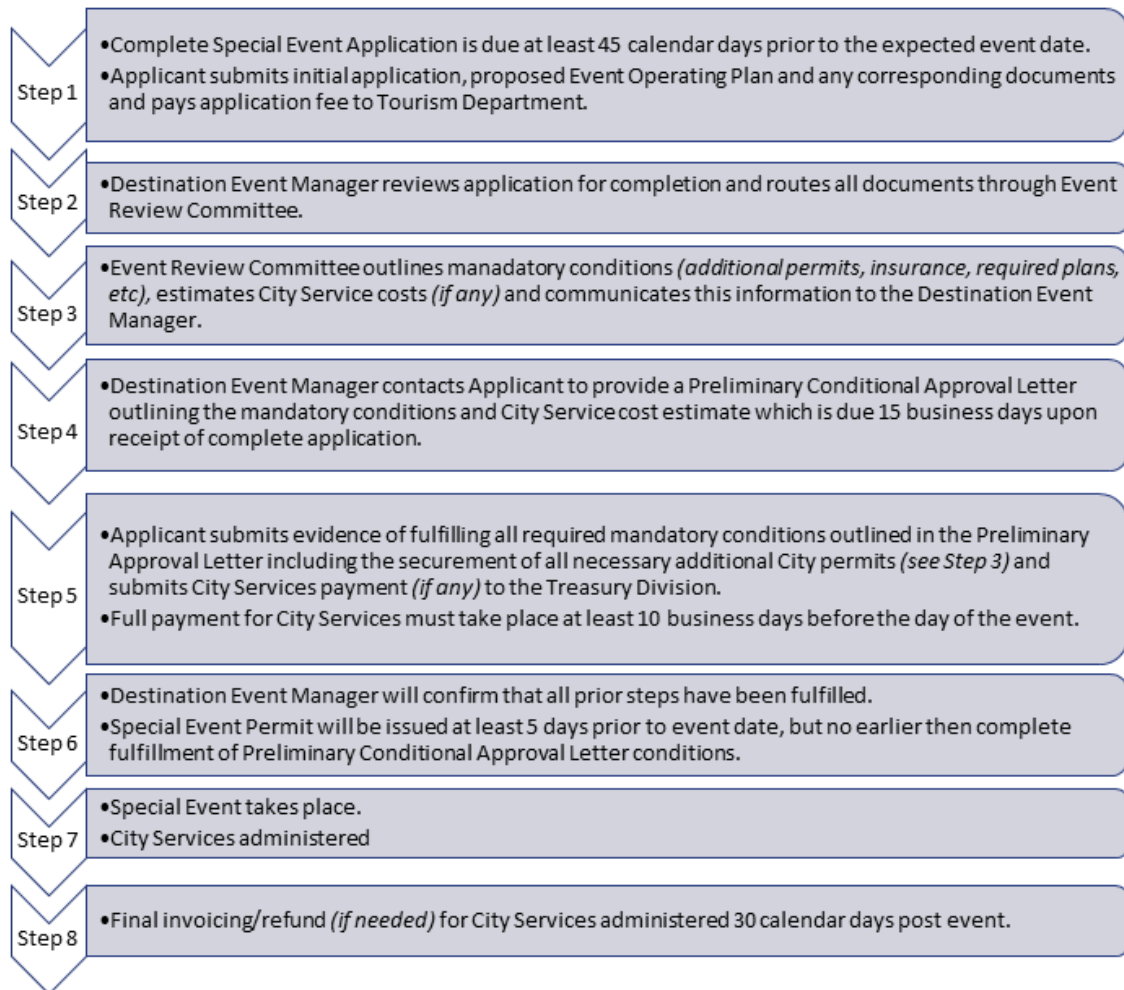 Step 1
•Complete Special Event Application is due at least 45 calendar days prior to the expected event date.
•Applicant submits initial application, proposed Event Operating Plan and any corresponding documents
and pays application fee to Tourism Department.
Step 2
•Destination Event Manager reviews application for completion and routes all documents through Event
Review Committee.
Step 3
•Event Review Committee outlines manadatory conditions (additional permits, insurance, required plans,
etc), estimates City Service costs (if any) and communicates this information to the Destination Event
Manager.
Step 4
•Destination Event Manager contacts Applicant to provide a Preliminary Conditional Approval Letter
outlining the mandatory conditions and City Service cost estimate which is due 15 business days upon
receipt of complete application.
Step 5
•Applicant submits evidence of fulfilling all required mandatory conditions outlined in the Preliminary
Approval Letter including the securement of all necessary additional City permits (see Step 3) and
submits City Services payment (if any) to the Treasury Division.
•Full payment for City Services must take place at least 10 business days before the day of the event.
Step 6
•Destination Event Manager will confirm that all prior steps have been fulfilled.
•Special Event Permit will be issued at least 5 days prior to event date, but no earlier then complete
fulfillment of Preliminary Conditional Approval Letter conditions.
Step 7
•Special Event takes place.
•City Services administered
Step 8
•Final invoicing/refund (if needed) for City Services administered 30 calendar days post event.